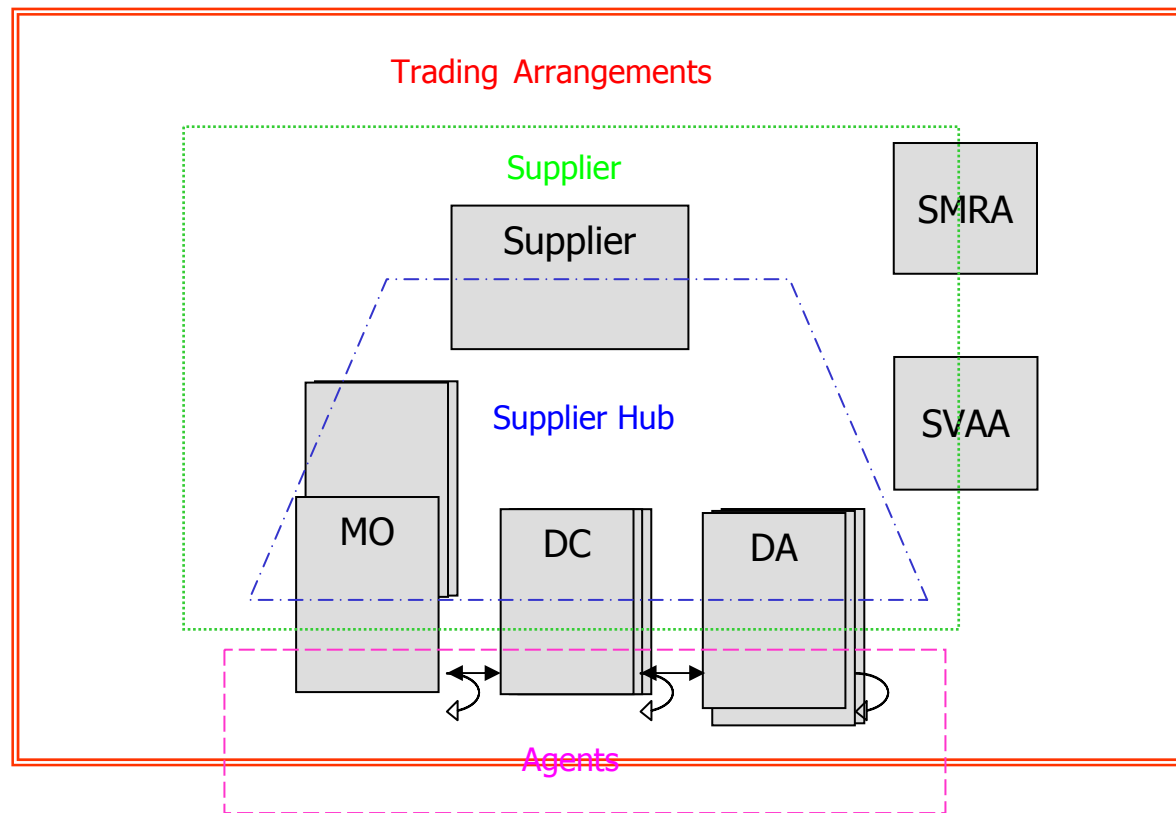 Trading Arrangements
Supplier
SMRA
Supplier
Supplier Hub
SVAA
MO
DC
DA
Agents